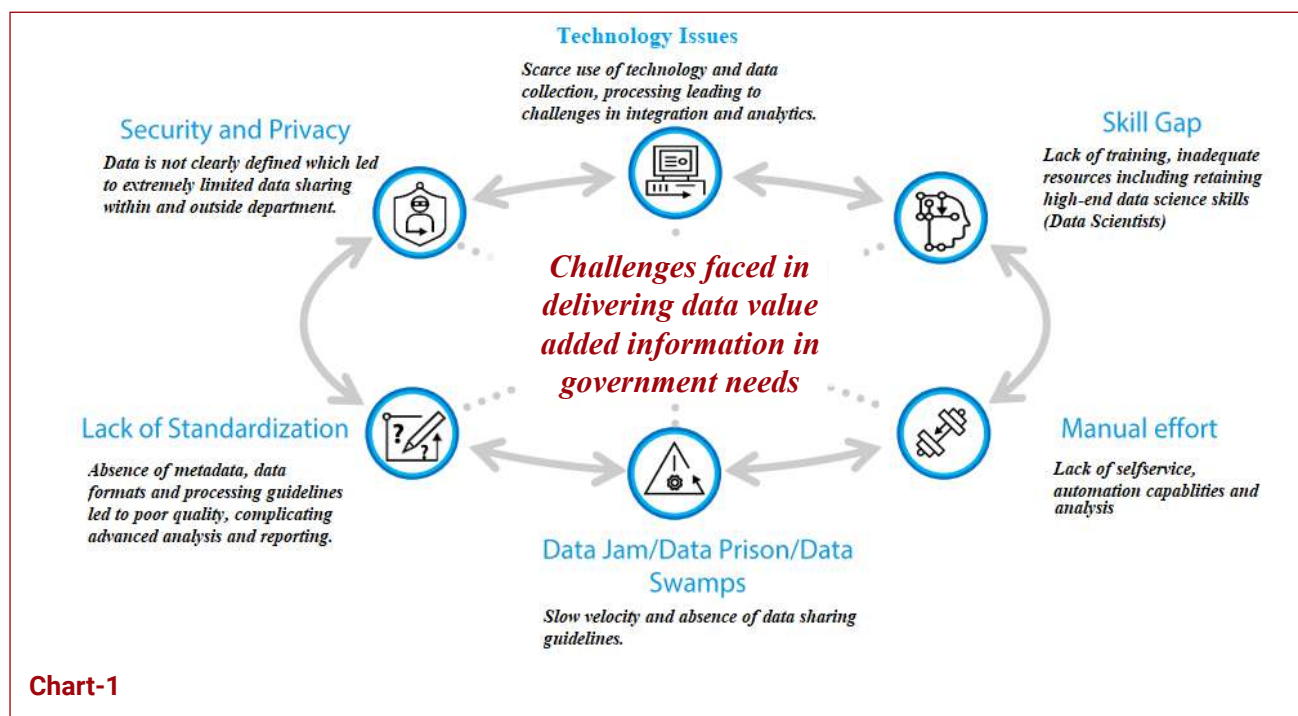 Technology Issues
Scarce use of technology and data
collection, processing leading to
challenges in integration and analytics.
Security and Privacy
Data is not clearly defined which led
to extremely limited data sharing
within and outside department.
Skill Gap
Lack of training, inadequate
resources including retaining
high-end data science skills
(Data Scientists)
Challenges faced in
delivering data value
added information in
government needs
Lack of Standardization
Absence of metadata, data
formats and processing guidelines
led to poor quality, complicating
advanced analysis and reporting.
? ?
Manual effort
Lack of selfservice,
automation capablities and
analysis
Data Jam/Data Prison/Data
Swamps
Slow velocity and absence of data sharing
guidelines.
Chart-1